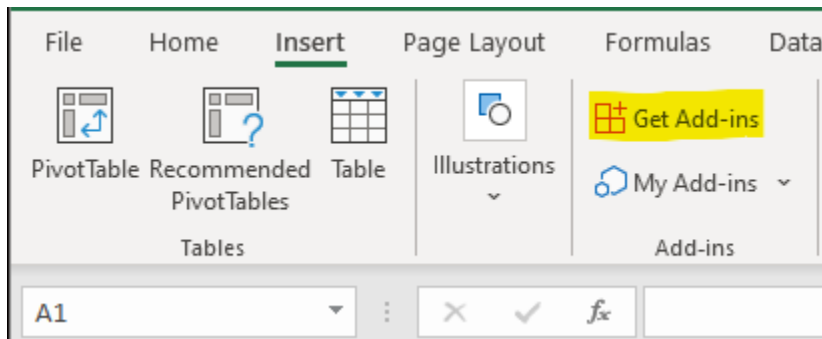 File Home Insert Page Layout Formulas Data
PivotTable Recommended PivotTables Table
Illustrations
Get Add-ins
My Add-ins
Tables Add-ins
A1 fx